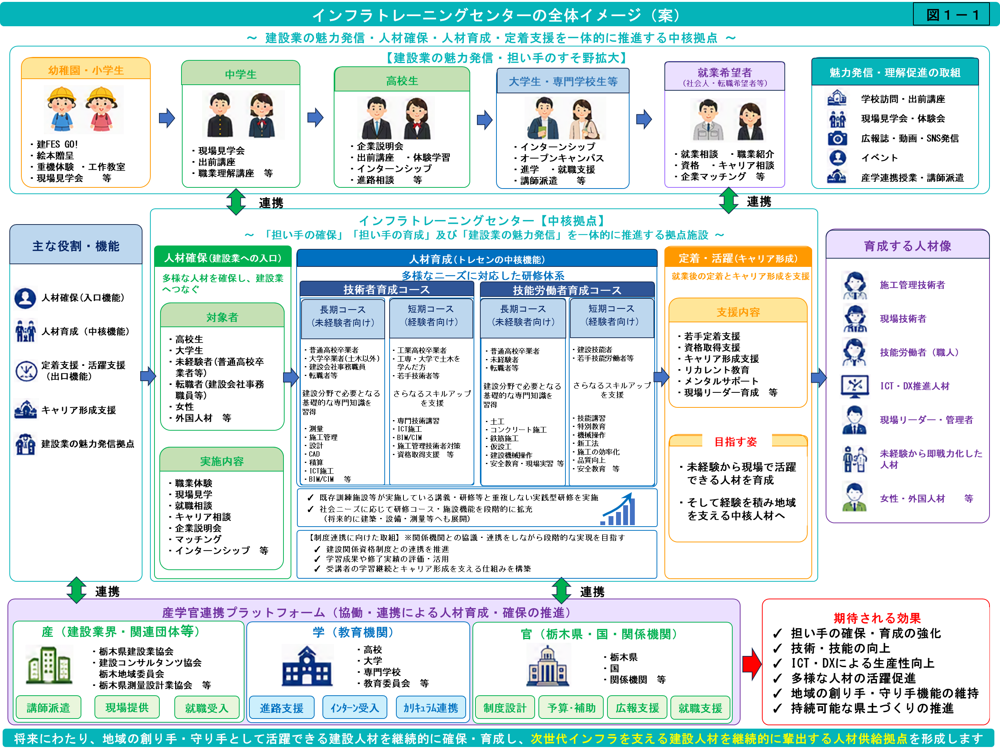 インフラトレーニングセンターの全体イメージ（案）
図１－１
～ 建設業の魅力発信・人材確保・人材育成・定着支援を一体的に推進する中核拠点 ～
【建設業の魅力発信・担い手のすそ野拡大】
幼稚園・小学生
・建FES GO!
・絵本贈呈
・重機体験 ・工作教室
・現場見学会 等
中学生
・現場見学会
・出前講座
・職業理解講座 等
高校生
・企業説明会
・出前講座 ・体験学習
・インターンシップ
・進路相談 等
大学生・専門学校生等
・インターンシップ
・オープンキャンパス
・進学 ・就職支援
・講師派遣 等
就業希望者
（社会人・転職希望者等）
・就業相談 ・職業紹介
・資格 ・キャリア相談
・企業マッチング 等
魅力発信・理解促進の取組
学校訪問・出前講座
現場見学会・体験会
広報誌・動画・SNS発信
イベント
産学連携授業・講師派遣
連携
連携
主な役割・機能
人材確保（入口機能）
人材育成（中核機能）
定着支援・活躍支援
（出口機能）
キャリア形成支援
建設業の魅力発信拠点
インフラトレーニングセンター【中核拠点】
～ 「担い手の確保」「担い手の育成」及び「建設業の魅力発信」を一体的に推進する拠点施設 ～
人材確保（建設業への入口）
多様な人材を確保し、建設業
へつなぐ
対象者
・高校生
・大学生
・未経験者（普通高校卒
業者等）
・転職者（建設会社事務
職員等）
・女性
・外国人材 等
実施内容
・職業体験
・現場見学
・就職相談
・キャリア相談
・企業説明会
・マッチング
・インターンシップ 等
人材育成（トレセンの中核機能）
多様なニーズに対応した研修体系
技術者育成コース
長期コース
（未経験者向け）
・普通高校卒業者
・大学卒業者（土木以外）
・建設会社事務職員
・転職者等
建設分野で必要となる
基礎的な専門知識を
習得
・測量
・施工管理
・設計
・CAD
・積算
・ICT施工
・BIM/CIM 等
短期コース
（経験者向け）
・工業高校卒業者
・工専・大学で土木を
学んだ方
・若手技術者等
さらなるスキルアップ
を支援
・専門技術講習
・ICT施工
・BIM/CIM
・施工管理技術者対策
・資格取得支援 等
技能労働者育成コース
長期コース
（未経験者向け）
・普通高校卒業者
・未経験者
・転職者等
建設分野で必要となる
基礎的な専門知識を
習得
・土工
・コンクリート施工
・鉄筋施工
・仮設工
・建設機械操作
・安全教育・現場実習 等
短期コース
（経験者向け）
・建設技能者
・若手技能労働者等
さらなるスキルアップ
を支援
・技能講習
・特別教育
・機械操作
・新工法
・施工の効率化
・品質向上
・安全教育 等
✓ 既存訓練施設等が実施している講義・研修等と重複しない実践型研修を実施
✓ 社会ニーズに応じて研修コース・施設機能を段階的に拡充
（将来的に建築・設備・測量等へも展開）
【制度連携に向けた取組】※関係機関との協議・連携をしながら段階的な実現を目指す
✓ 建設関係資格制度との連携を推進
✓ 学習成果や修了実績の評価・活用
✓ 受講者の学習継続とキャリア形成を支える仕組みを構築
定着・活躍（キャリア形成）
就業後の定着とキャリア形成を支援
支援内容
・若手定着支援
・資格取得支援
・キャリア形成支援
・リカレント教育
・メンタルサポート
・現場リーダー育成 等
目指す姿
・未経験から現場で活躍
できる人材を育成
・そして経験を積み地域
を支える中核人材へ
育成する人材像
施工管理技術者
現場技術者
技能労働者（職人）
ICT・DX推進人材
現場リーダー・管理者
未経験から即戦力化した
人材
女性・外国人材 等
連携
連携
産学官連携プラットフォーム（協働・連携による人材育成・確保の推進）
産（建設業界・関連団体等）
・栃木県建設業協会
・建設コンサルタンツ協会
栃木地域委員会
・栃木県測量設計業協会 等
講師派遣
現場提供
就職受入
学（教育機関）
・高校
・大学
・専門学校
・教育委員会 等
進路支援
ｲﾝﾀｰﾝ受入
ｶﾘｷｭﾗﾑ連携
官（栃木県・国・関係機関）
・栃木県
・国
・関係機関 等
制度設計
予算･補助
広報支援
就職支援
期待される効果
✓ 担い手の確保・育成の強化
✓ 技術・技能の向上
✓ ICT・DXによる生産性向上
✓ 多様な人材の活躍促進
✓ 地域の創り手・守り手機能の維持
✓ 持続可能な県土づくりの推進
将来にわたり、地域の創り手・守り手として活躍できる建設人材を継続的に確保・育成し、次世代インフラを支える建設人材を継続的に輩出する人材供給拠点を形成します